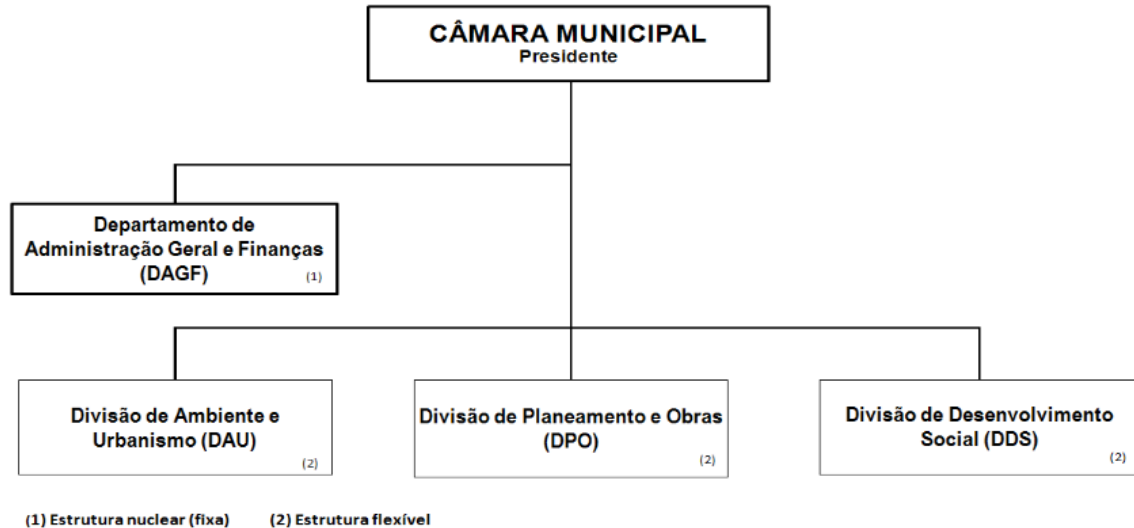 CÂMARA MUNICIPAL
Presidente
Departamento de
Administração Geral e Finanças
(DAGF)
(1)
Divisão de Ambiente e
Urbanismo (DAU)
(2)
Divisão de Planeamento e Obras
(DPO)
(2)
Divisão de Desenvolvimento
Social (DDS)
(2)
(1) Estrutura nuclear (fixa) (2) Estrutura flexível